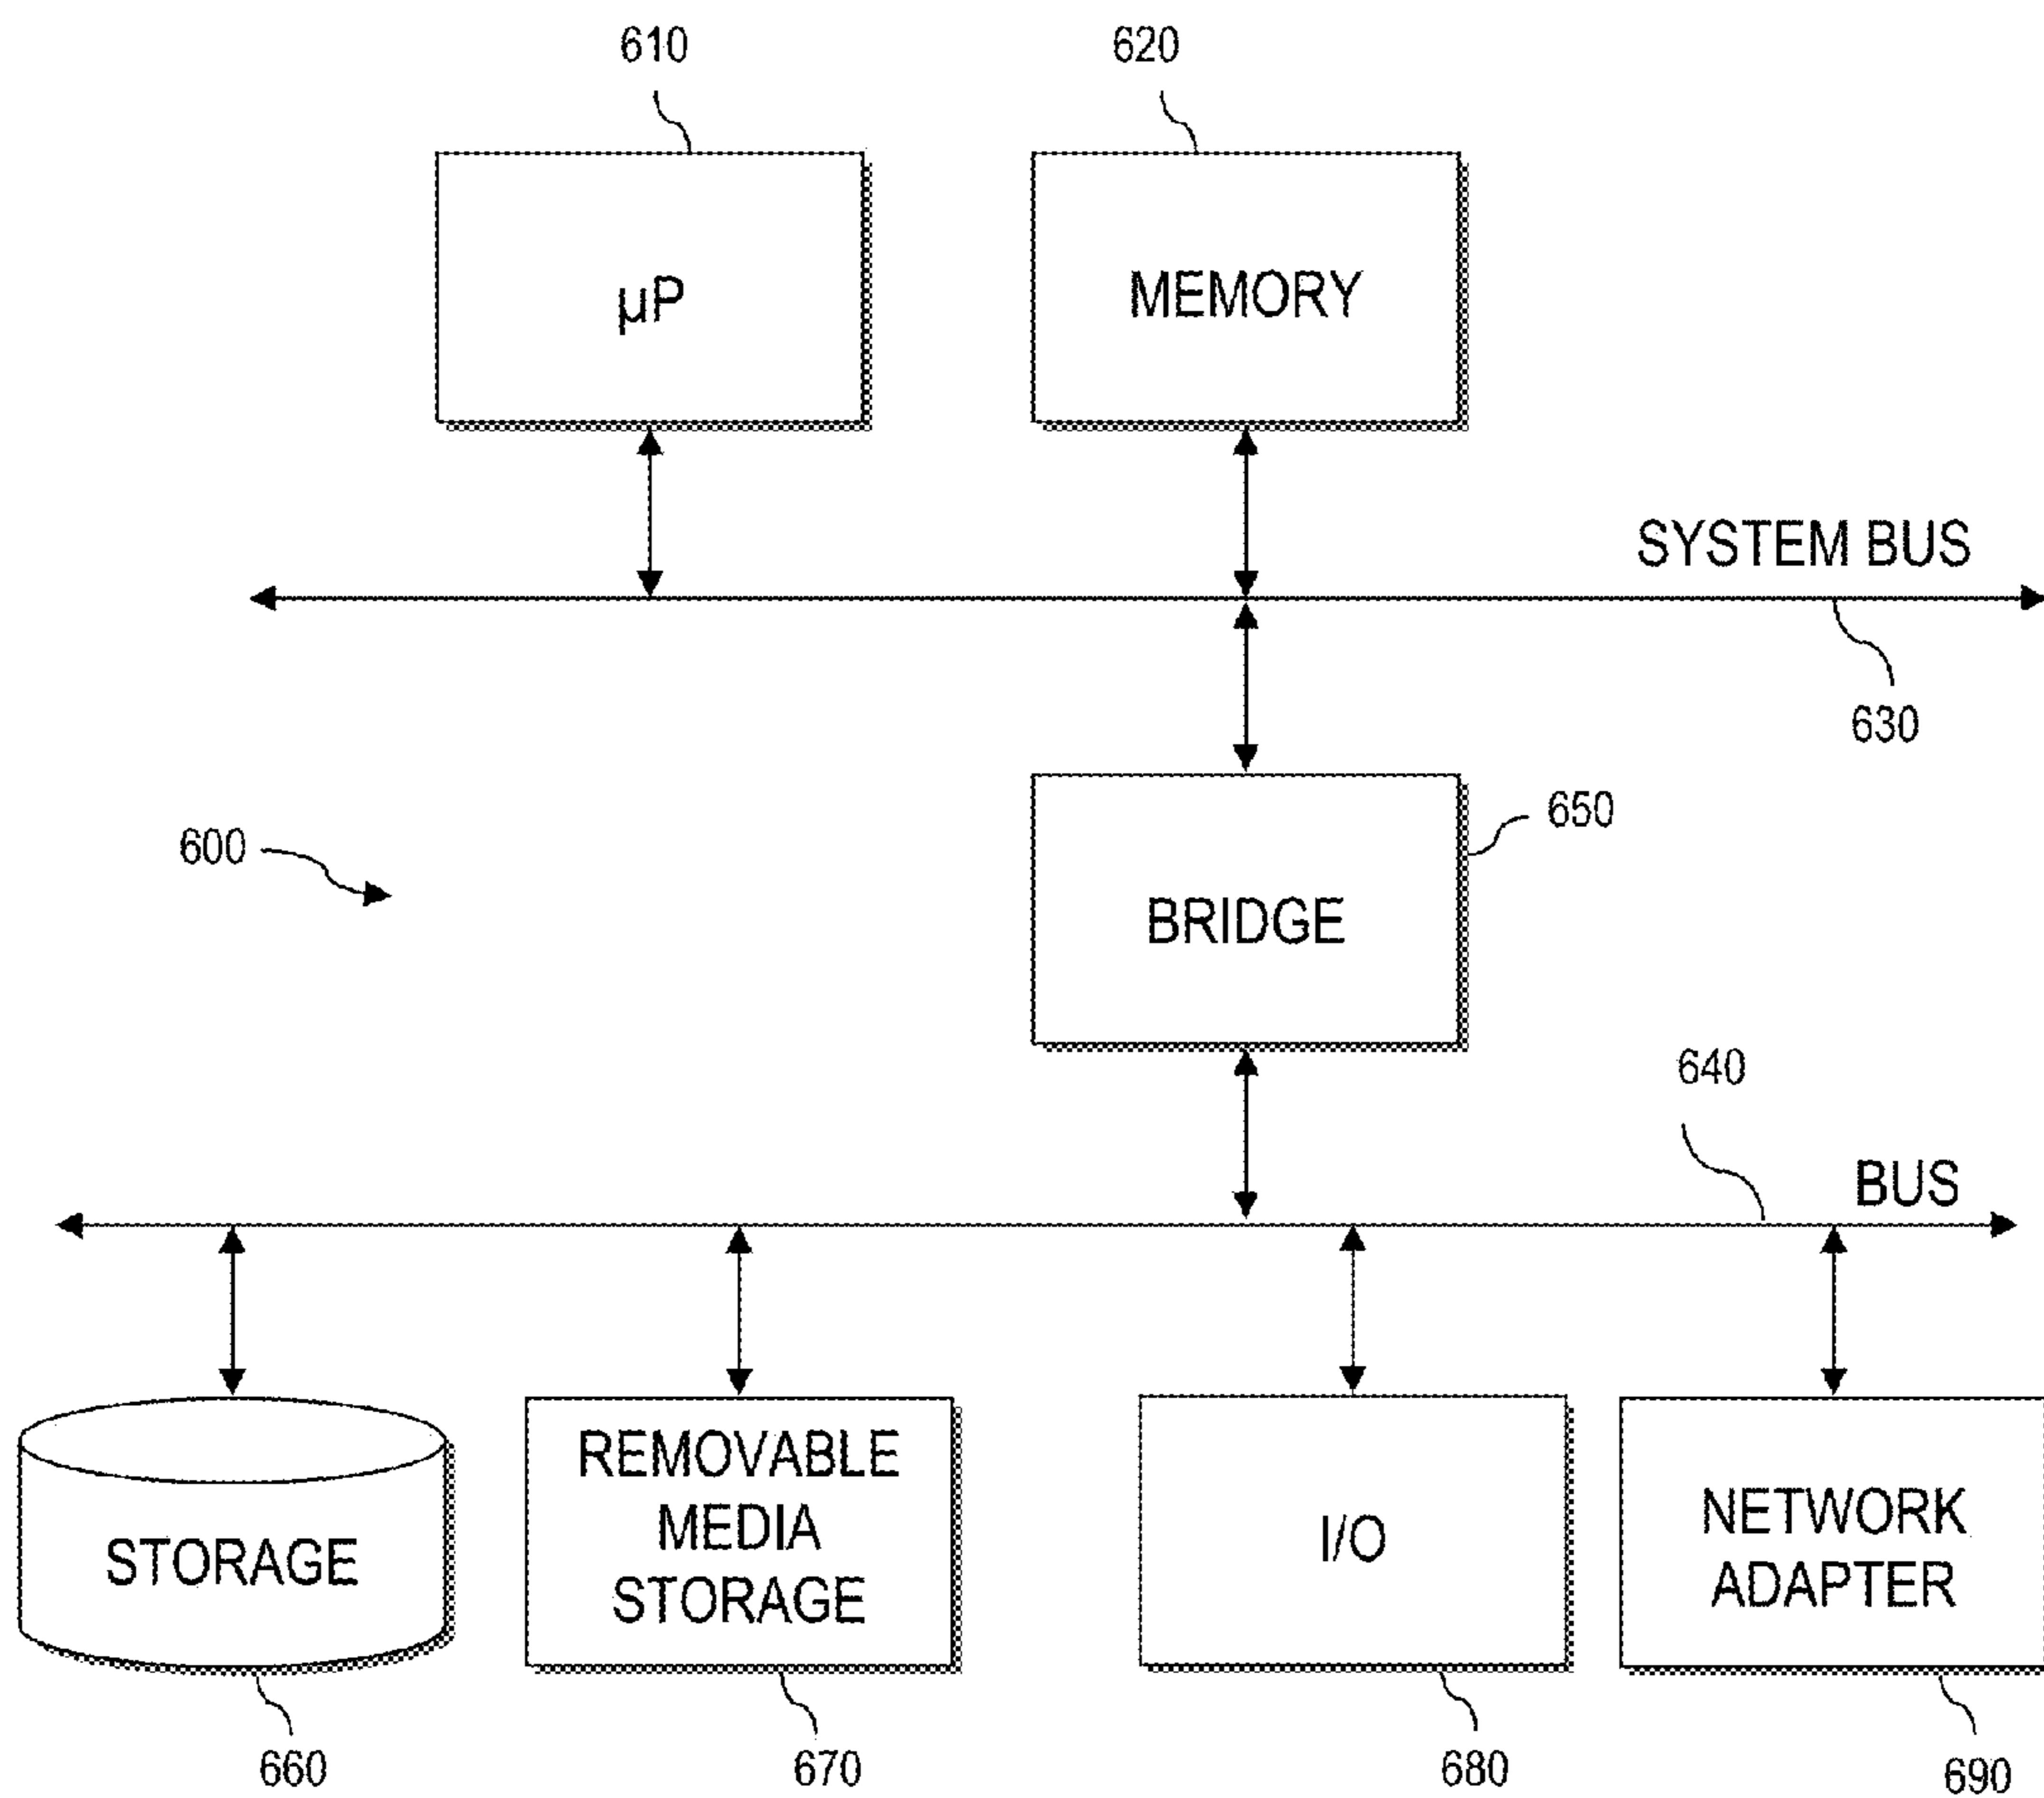 610
620
µP
MEMORY
SYSTEM BUS
630
650
600
BRIDGE
640
BUS
REMOVABLE
MEDIA
STORAGE
STORAGE
I/O
NETWORK
ADAPTER
660
670
680
690